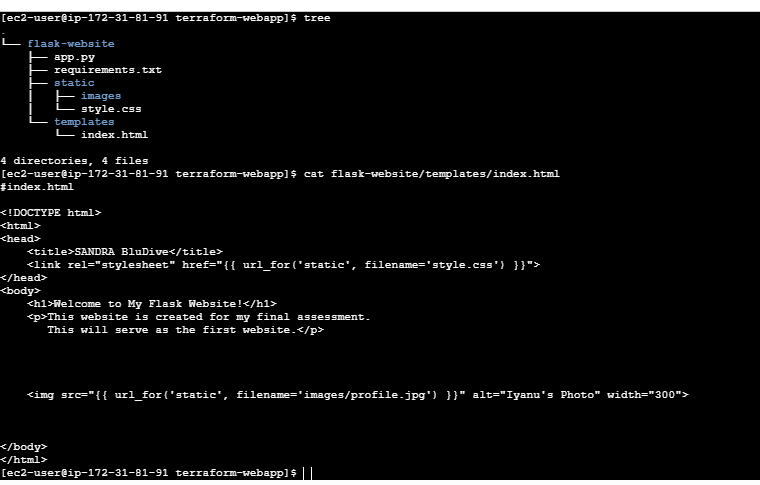 [ec2-user@ip-172-31-81-91 terraform-webapp]$ tree
.
└── flask-website
    ├── app.py
    ├── requirements.txt
    ├── static
    │   ├── images
    │   └── style.css
    └── templates
        └── index.html

4 directories, 4 files
[ec2-user@ip-172-31-81-91 terraform-webapp]$ cat flask-website/templates/index.html
#index.html

<!DOCTYPE html>
<html>
<head>
    <title>SANDRA BluDive</title>
    <link rel="stylesheet" href="{{ url_for('static', filename='style.css') }}">
</head>
<body>
    <h1>Welcome to My Flask Website!</h1>
    <p>This website is created for my final assessment.
       This will serve as the first website.</p>

    <img src="{{ url_for('static', filename='images/profile.jpg') }}" alt="Iyanu's Photo" width="300">

</body>
</html>
[ec2-user@ip-172-31-81-91 terraform-webapp]$